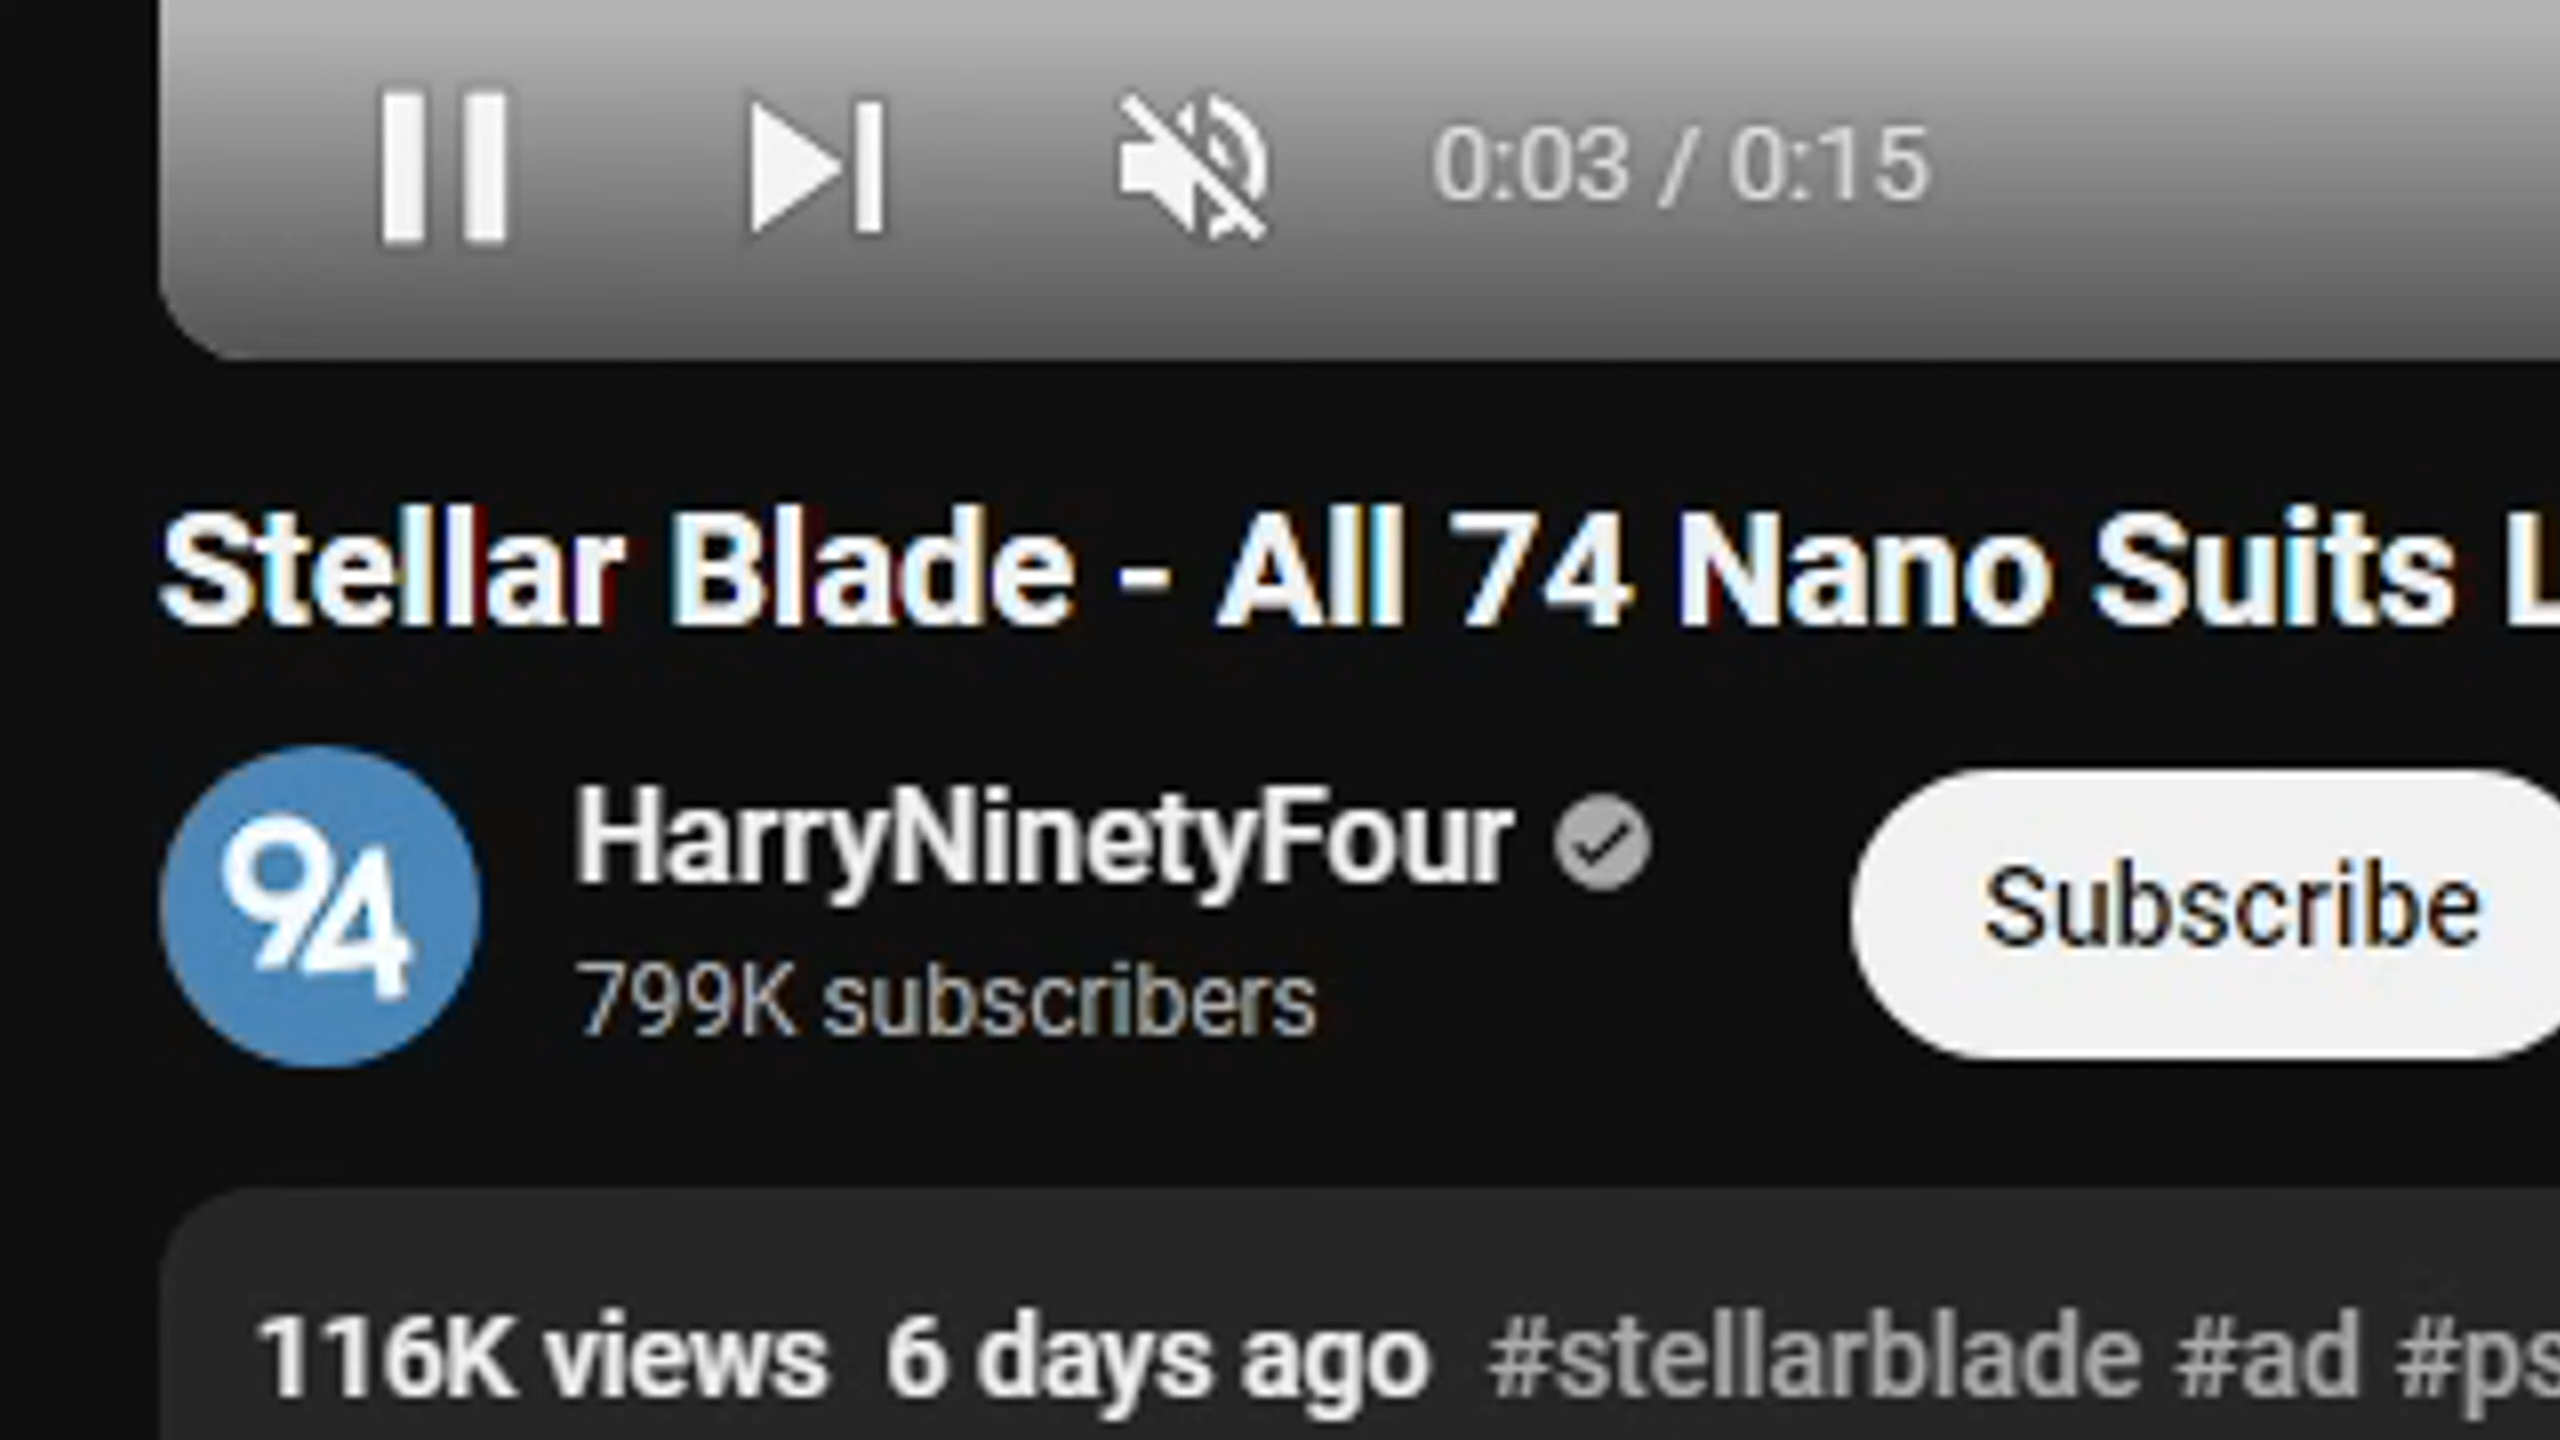 0:03 / 0:15
Stellar Blade - All 74 Nano Suits L
94
HarryNinetyFour
799K subscribers
Subscribe
116K views 6 days ago #stellarblade #ad #ps